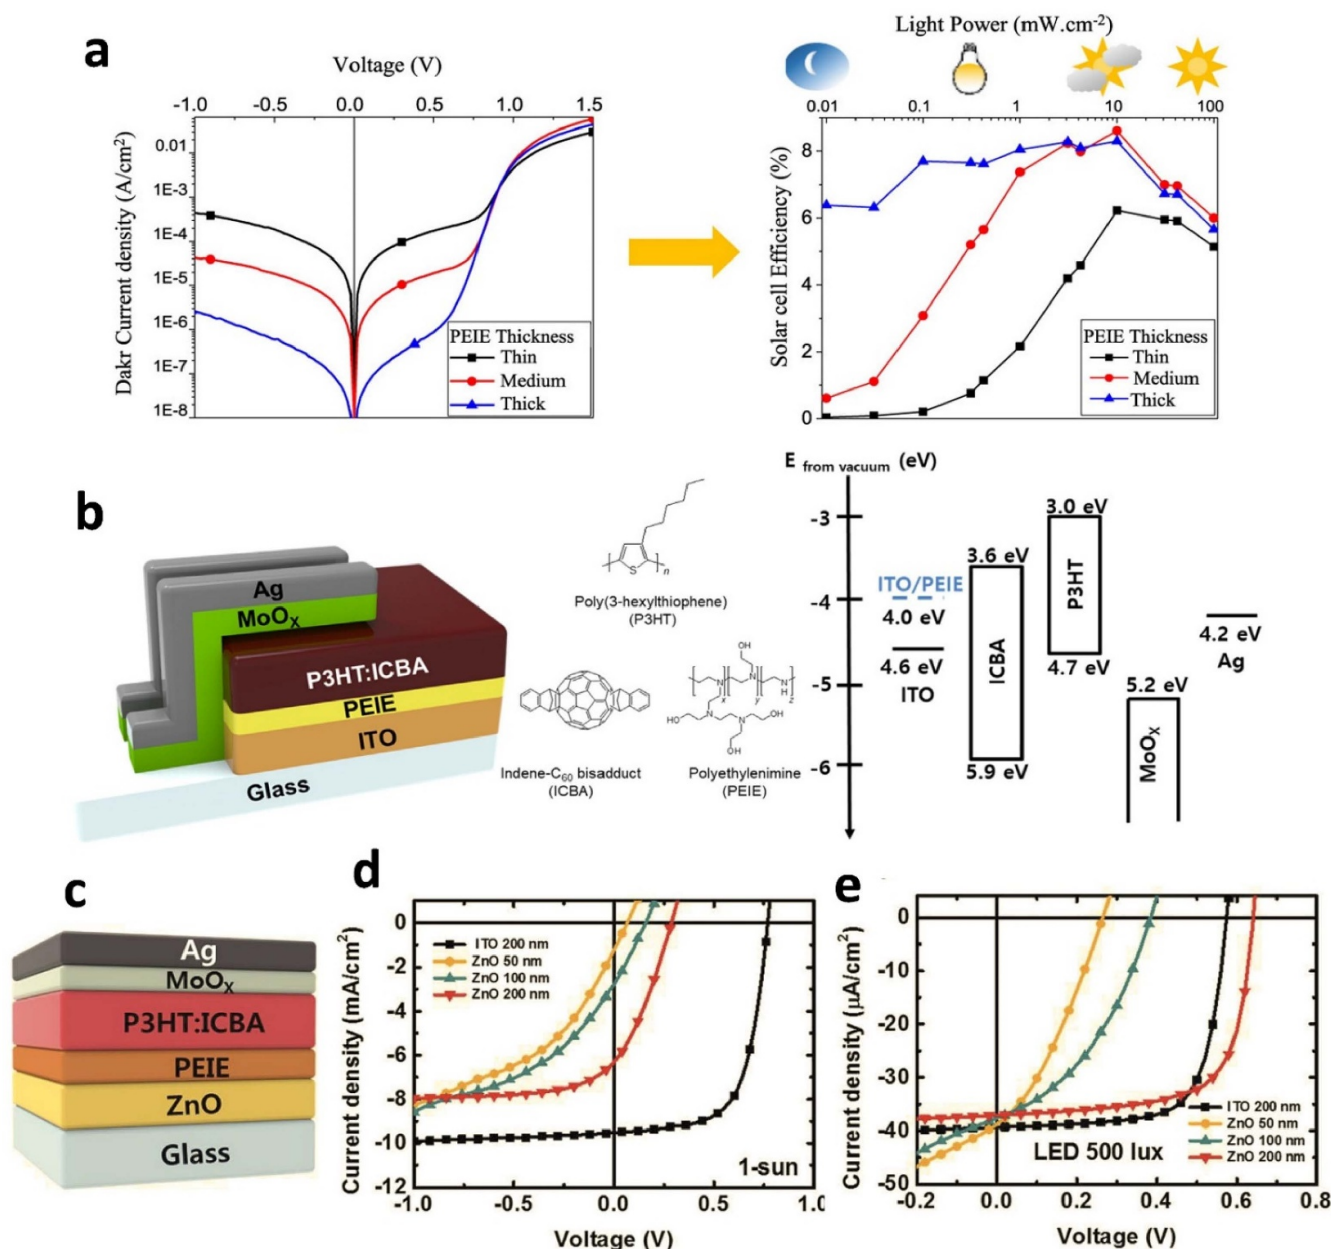 a
Voltage (V)
-1.0 0.0 0.5 1.0 1.5
Dakr Current density (A/cm²)
0.01
1E-3
1E-4
1E-5
1E-6
1E-7
1E-8
PEIE Thickness
Thin
Medium
Thick
Light Power (mW.cm⁻²)
0.01 0.1 1 10 100
Solar cell Efficiency (%)
8
6
4
2
0
PEIE Thickness
Thin
Medium
Thick
b
Ag
MoOₓ
P3HT:ICBA
PEIE
ITO
Glass
S
n
Poly(3-hexylthiophene)
(P3HT)
Indene-C₆₀ bisadduct
(ICBA)
OH
N
x
N
y
N
H
z
HO
N
N
OH
OH
Polyethylenimine
(PEIE)
E from vacuum (eV)
-3
-4
-5
-6
ITO/PEIE
4.0 eV
4.6 eV
ITO
3.6 eV
ICBA
5.9 eV
3.0 eV
P3HT
4.7 eV
5.2 eV
MoOₓ
4.2 eV
Ag
c
Ag
MoOₓ
P3HT:ICBA
PEIE
ZnO
Glass
d
Current density (mA/cm²)
0
-2
-4
-6
-8
-10
-12
ITO 200 nm
ZnO 50 nm
ZnO 100 nm
ZnO 200 nm
1-sun
-1.0 -0.5 0.0 0.5 1.0
Voltage (V)
e
Current density (µA/cm²)
0
-10
-20
-30
-40
-50
LED 500 lux
ITO 200 nm
ZnO 50 nm
ZnO 100 nm
ZnO 200 nm
-0.2 0.0 0.2 0.4 0.6 0.8
Voltage (V)